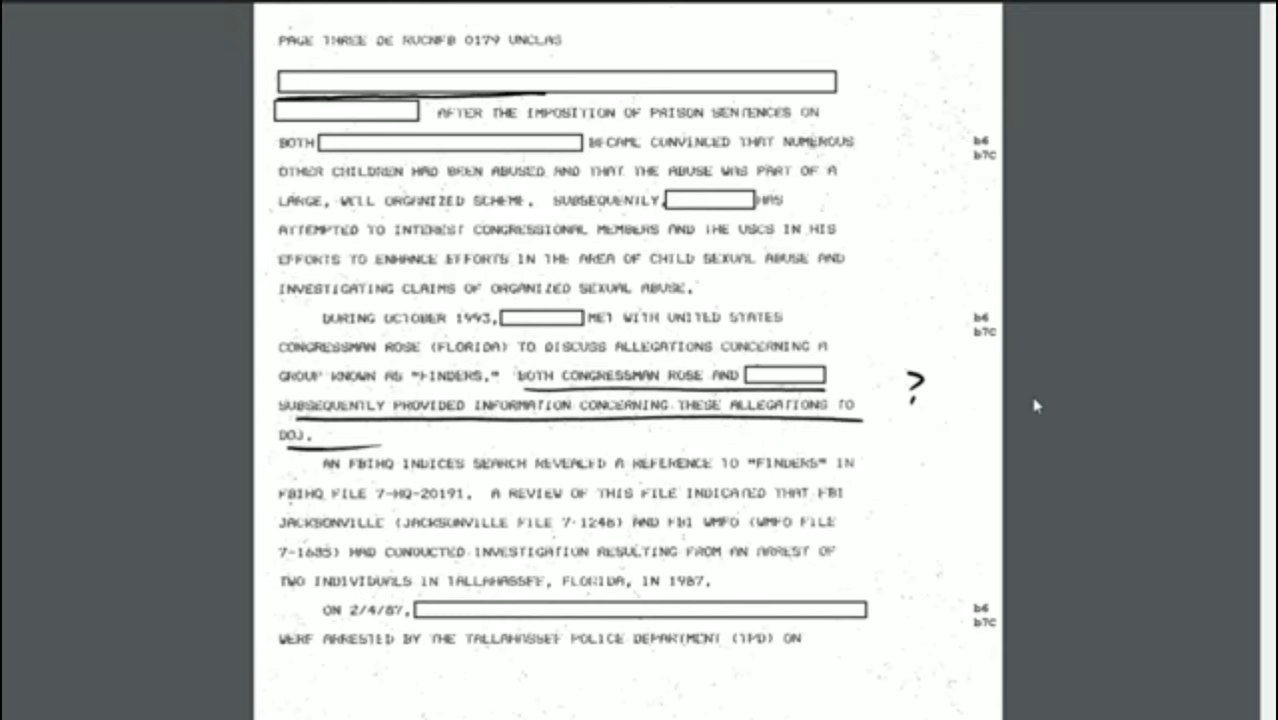 PAGE THREE DE RUCNFB 0179 UNCLAS
AFTER THE IMPOSITION OF PRISON SENTENCES ON
BOTH BECAME CONVINCED THAT NUMEROUS
b6
b7C
OTHER CHILDREN HAD BEEN ABUSED AND THAT THE ABUSE WAS PART OF A
LARGE, WELL ORGANIZED SCHEME. SUBSEQUENTLY, HAS
ATTEMPTED TO INTEREST CONGRESSIONAL MEMBERS AND THE USCS IN HIS
EFFORTS TO ENHANCE EFFORTS IN THE AREA OF CHILD SEXUAL ABUSE AND
INVESTIGATING CLAIMS OF ORGANIZED SEXUAL ABUSE.
DURING OCTOBER 1993, MET WITH UNITED STATES
b6
b7C
CONGRESSMAN ROSE (FLORIDA) TO DISCUSS ALLEGATIONS CONCERNING A
GROUP KNOWN AS "FINDERS." BOTH CONGRESSMAN ROSE AND
?
SUBSEQUENTLY PROVIDED INFORMATION CONCERNING THESE ALLEGATIONS TO
DOJ.
AN FBIHQ INDICES SEARCH REVEALED A REFERENCE TO "FINDERS" IN
FBIHQ FILE 7-HQ-20191. A REVIEW OF THIS FILE INDICATED THAT FBI
JACKSONVILLE (JACKSONVILLE FILE 7-1246) AND FBI WMFO (WMFO FILE
7-1685) HAD CONDUCTED INVESTIGATION RESULTING FROM AN ARREST OF
TWO INDIVIDUALS IN TALLAHASSEE, FLORIDA, IN 1987.
ON 2/4/87,
b6
b7C
WERE ARRESTED BY THE TALLAHASSEE POLICE DEPARTMENT (TPD) ON